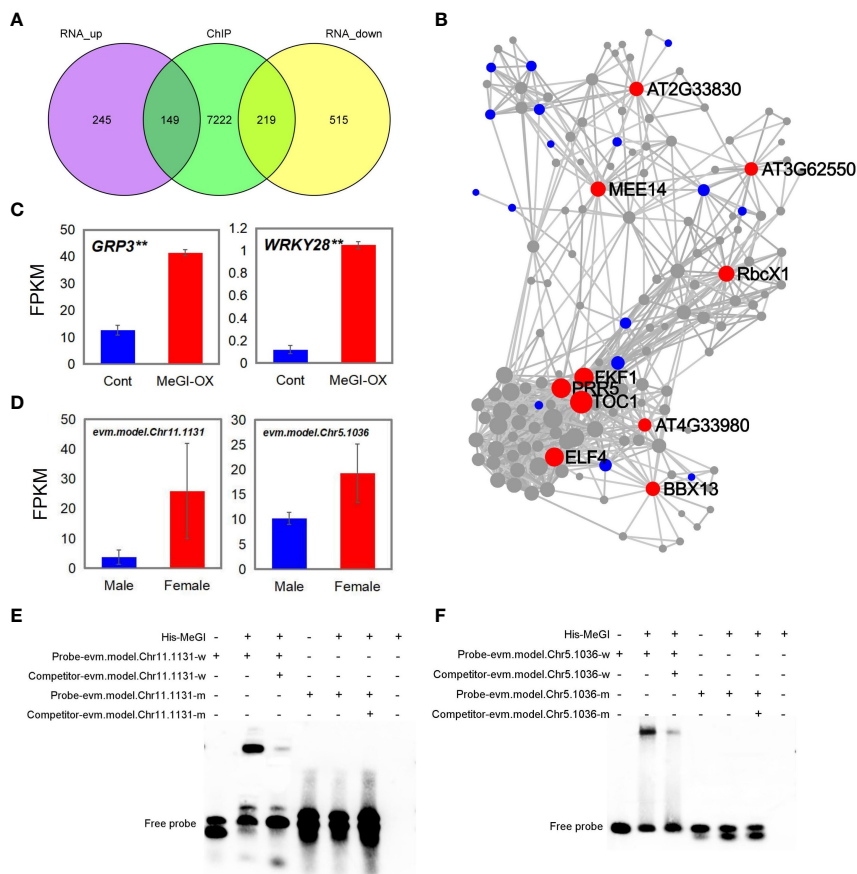 A
RNA_up
ChIP
RNA_down
245
149
7222
219
515
B
AT2G33830
AT3G62550
MEE14
RbcX1
FKF1
PRR5
TOC1
AT4G33980
ELF4
BBX13
C
FPKM
50
40
30
20
10
0
GRP3**
Cont
MeGI-OX
1.2
1
0.8
0.6
0.4
0.2
0
WRKY28**
Cont
MeGI-OX
D
FPKM
50
40
30
20
10
0
evm.model.Chr11.1131
Male
Female
30
25
20
15
10
5
0
evm.model.Chr5.1036
Male
Female
E
His-MeGI - + + - + + +
Probe-evm.model.Chr11.1131-w + + + - - - -
Competitor-evm.model.Chr11.1131-w - - + - - - -
Probe-evm.model.Chr11.1131-m - - - + + + -
Competitor-evm.model.Chr11.1131-m - - - - - + -
Free probe
F
His-MeGI - + + - + + +
Probe-evm.model.Chr5.1036-w + + + - - - -
Competitor-evm.model.Chr5.1036-w - - + - - - -
Probe-evm.model.Chr5.1036-m - - - + + + -
Competitor-evm.model.Chr5.1036-m - - - - - + -
Free probe